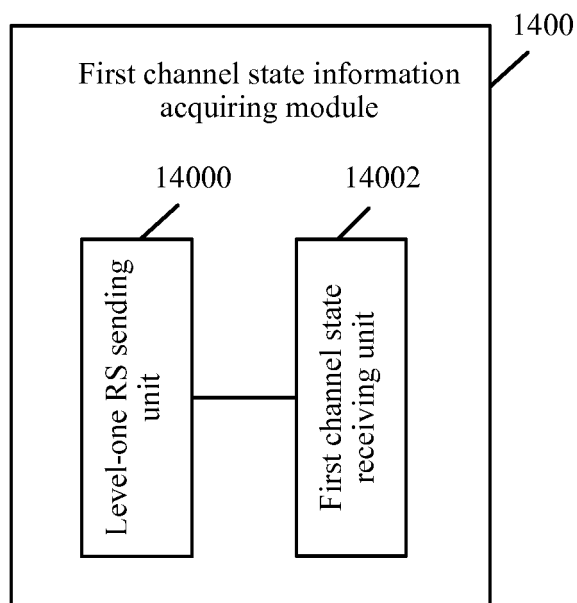 1400
First channel state information
acquiring module
14000
14002
Level-one RS sending
unit
First channel state
receiving unit